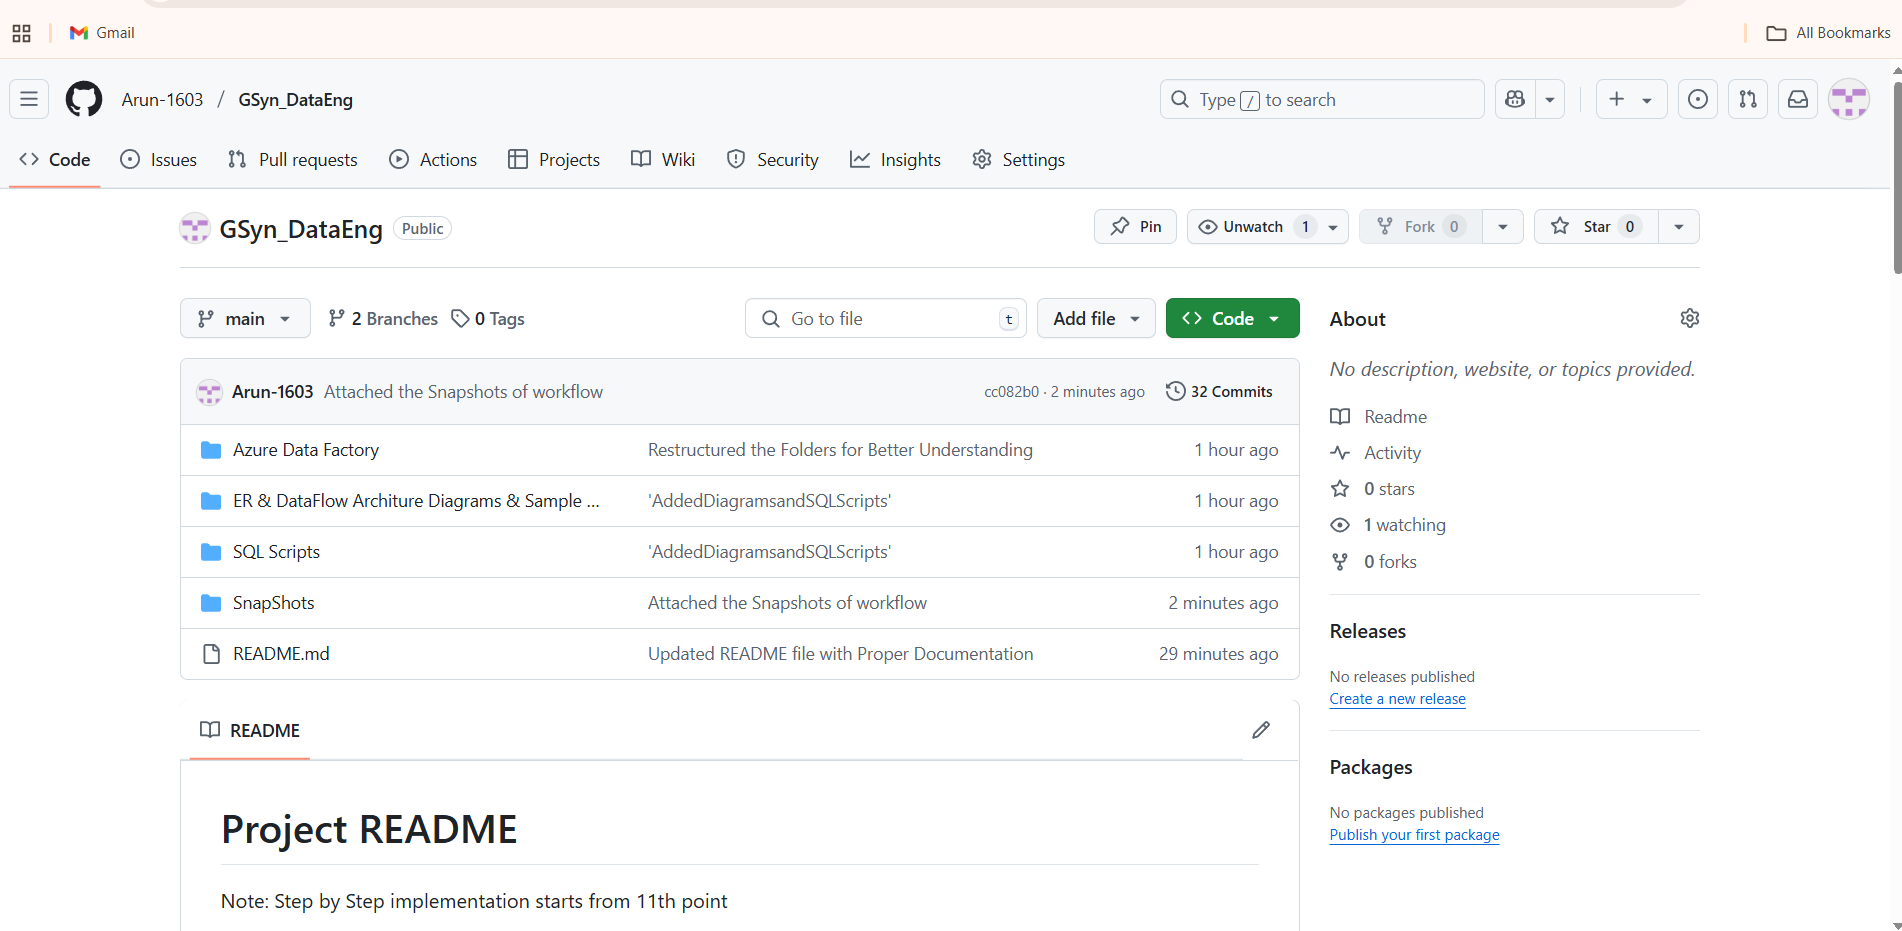 Gmail
All Bookmarks
Arun-1603 / GSyn_DataEng
Type / to search
Code
Issues
Pull requests
Actions
Projects
Wiki
Security
Insights
Settings
GSyn_DataEng
Public
Pin
Unwatch 1
Fork 0
Star 0
main
2 Branches
0 Tags
Go to file
t
Add file
Code
About
No description, website, or topics provided.
Readme
Activity
0 stars
1 watching
0 forks
Arun-1603 Attached the Snapshots of workflow cc082b0 · 2 minutes ago 32 Commits
Azure Data Factory Restructured the Folders for Better Understanding 1 hour ago
ER & DataFlow Architure Diagrams & Sample ... 'AddedDiagramsandSQLScripts' 1 hour ago
SQL Scripts 'AddedDiagramsandSQLScripts' 1 hour ago
SnapShots Attached the Snapshots of workflow 2 minutes ago
README.md Updated README file with Proper Documentation 29 minutes ago
Releases
No releases published
Create a new release
Packages
No packages published
Publish your first package
README
Project README
Note: Step by Step implementation starts from 11th point